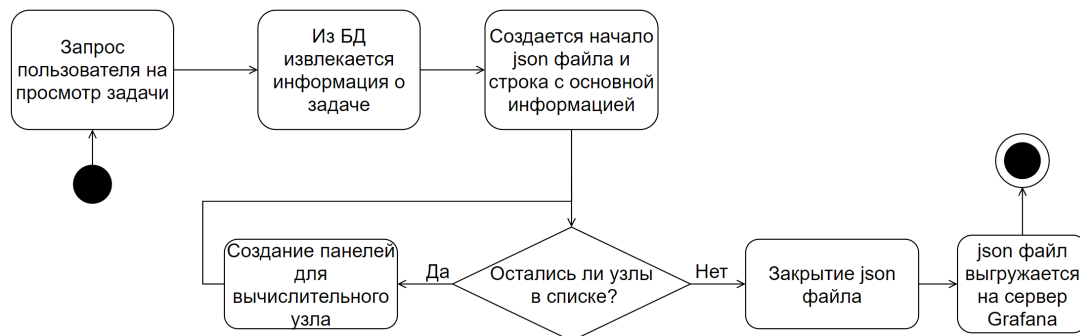 Запрос
пользователя на
просмотр задачи
Из БД
извлекается
информация о
задаче
Создается начало
json файла и
строка с основной
информацией
Создание панелей
для
вычислительного
узла
Да
Остались ли узлы
в списке?
Нет
Закрытие json
файла
json файл
выгружается
на сервер
Grafana